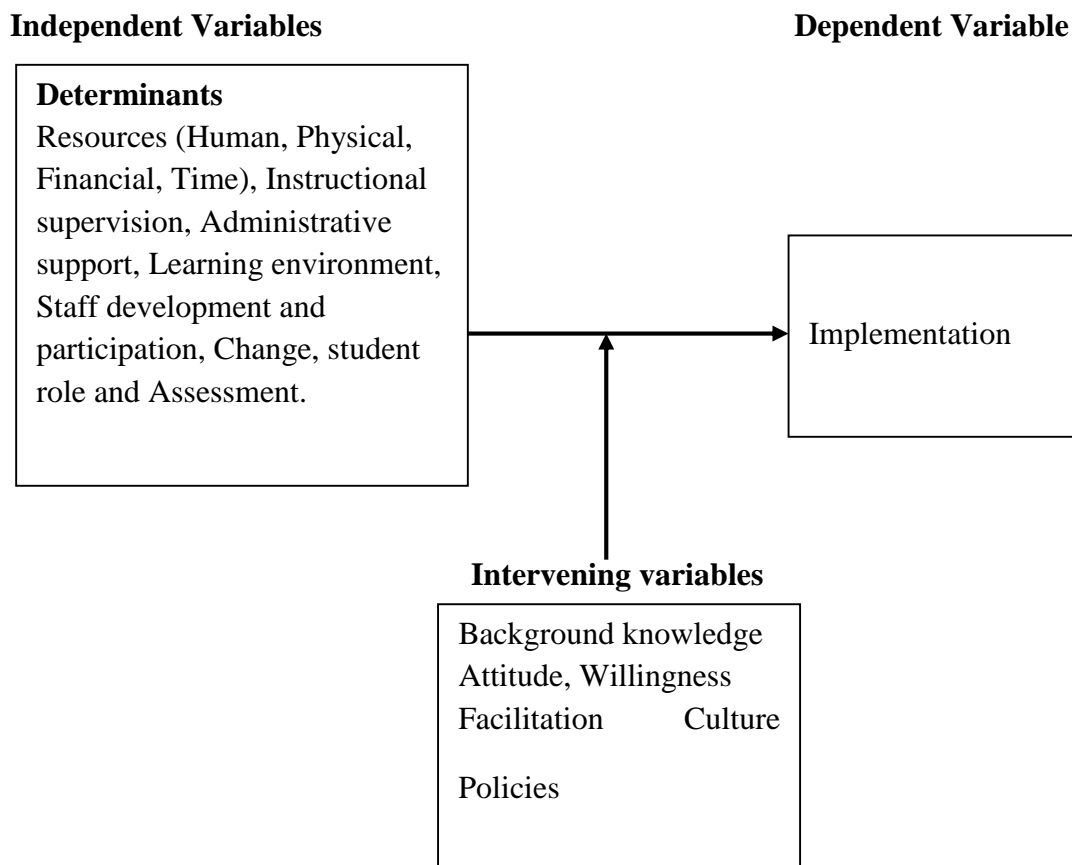 Independent Variables
Dependent Variable
Determinants
Resources (Human, Physical,
Financial, Time), Instructional
supervision, Administrative
support, Learning environment,
Staff development and
participation, Change, student
role and Assessment.
Implementation
Intervening variables
Background knowledge
Attitude, Willingness
Facilitation Culture
Policies